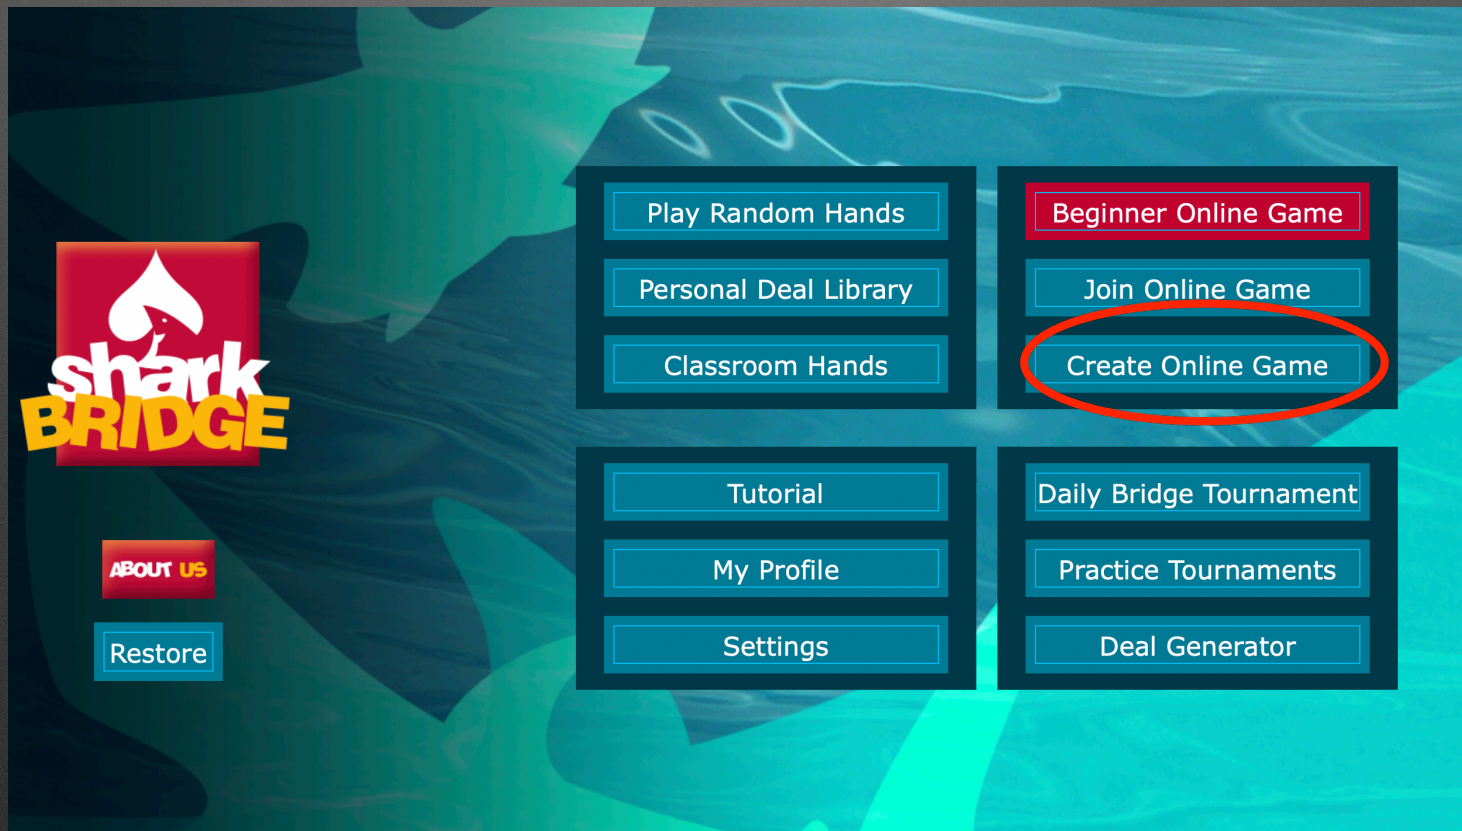 shark
BRIDGE
ABOUT US
Restore
Play Random Hands
Personal Deal Library
Classroom Hands
Beginner Online Game
Join Online Game
Create Online Game
Tutorial
My Profile
Settings
Daily Bridge Tournament
Practice Tournaments
Deal Generator